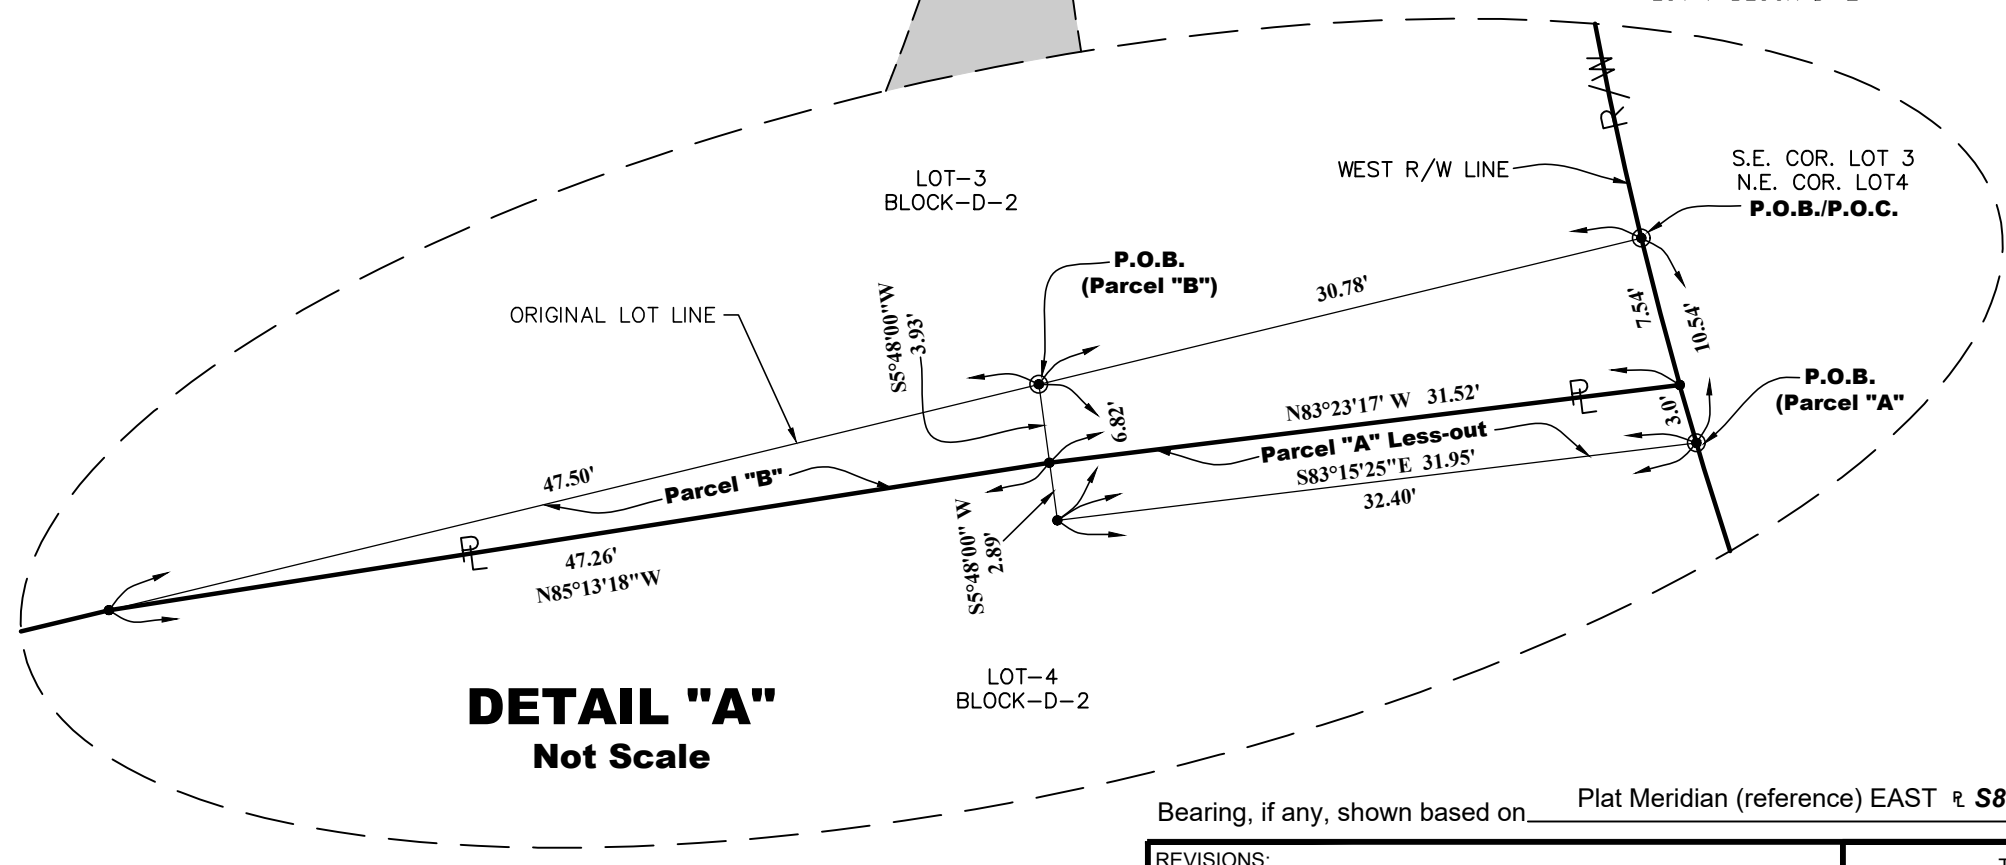 R/W
LOT-3
BLOCK-D-2
WEST R/W LINE
S.E. COR. LOT 3
N.E. COR. LOT4
P.O.B./P.O.C.
P.O.B.
(Parcel "B")
30.78'
ORIGINAL LOT LINE
S5°48'00"W
3.93'
7.54'
10.54'
P.O.B.
(Parcel "A"
6.82'
N83°23'17' W 31.52'
PL
3.0'
Parcel "A" Less-out
S83°15'25"E 31.95'
32.40'
47.50'
Parcel "B"
PL
47.26'
N85°13'18"W
S5°48'00" W
2.89'
LOT-4
BLOCK-D-2
DETAIL "A"
Not Scale
Bearing, if any, shown based on Plat Meridian (reference) EAST PL S8
REVISIONS: